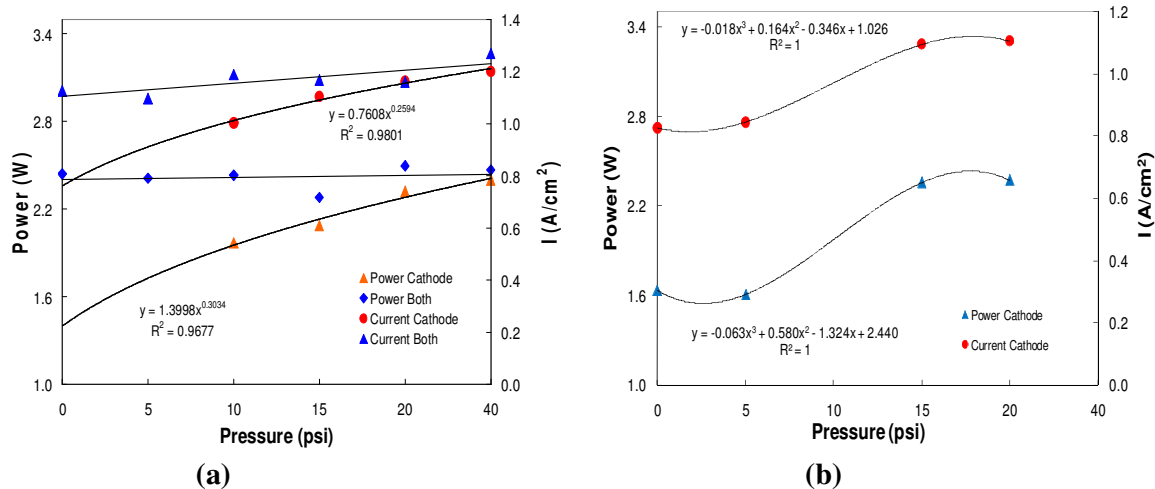 3.4
2.8
2.2
1.6
1.0
Power (W)
1.4
1.2
1.0
0.8
0.6
0.4
0.2
0.0
I (A/cm²)
y = 0.7608x^0.2594
R² = 0.9801
y = 1.3998x^0.3034
R² = 0.9677
Power Cathode
Power Both
Current Cathode
Current Both
0 5 10 15 20 40
Pressure (psi)
(a)
3.4
2.8
2.2
1.6
1.0
Power (W)
1.2
1.0
0.8
0.6
0.4
0.2
0.0
I (A/cm²)
y = -0.018x³ + 0.164x² - 0.346x + 1.026
R² = 1
y = -0.063x³ + 0.580x² - 1.324x + 2.440
R² = 1
Power Cathode
Current Cathode
0 5 15 20 40
Pressure (psi)
(b)